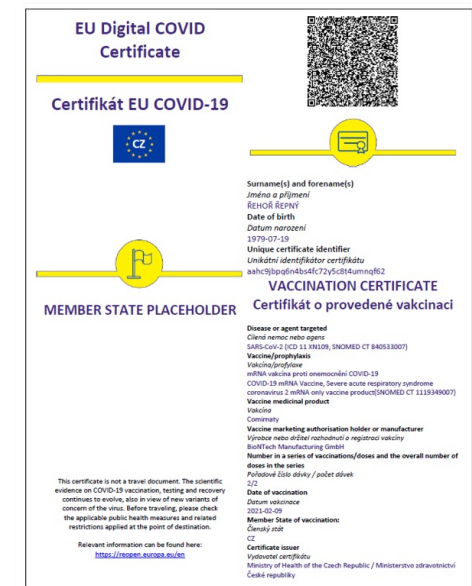 EU Digital COVID
Certificate
Certifikát EU COVID-19
CZ
MEMBER STATE PLACEHOLDER
This certificate is not a travel document. The scientific
evidence on COVID-19 vaccination, testing and recovery
continues to evolve, also in view of new variants of
concern of the virus. Before traveling, please check
the applicable public health measures and related
restrictions applied at the point of destination.
Relevant information can be found here:
https://reopen.europa.eu/en
Surname(s) and forename(s)
Jméno a příjmení
ŘEHOŘ ŘEPNÝ
Date of birth
Datum narození
1979-07-19
Unique certificate identifier
Unikátní identifikátor certifikátu
aahc9jbpq6n4bs4fc72y5c8t4umnqf62
VACCINATION CERTIFICATE
Certifikát o provedené vakcinaci
Disease or agent targeted
Cílená nemoc nebo agens
SARS-CoV-2 (ICD 11 XN109, SNOMED CT 840533007)
Vaccine/prophylaxis
Vakcína/profylaxe
mRNA vakcína proti onemocnění COVID-19
COVID-19 mRNA Vaccine, Severe acute respiratory syndrome
coronavirus 2 mRNA only vaccine product(SNOMED CT 1119349007)
Vaccine medicinal product
Vakcína
Comirnaty
Vaccine marketing authorisation holder or manufacturer
Výrobce nebo držitel rozhodnutí o registraci vakcíny
BioNTech Manufacturing GmbH
Number in a series of vaccinations/doses and the overall number of
doses in the series
Pořadové číslo dávky / počet dávek
2/2
Date of vaccination
Datum vakcinace
2021-02-09
Member State of vaccination:
Členský stát
CZ
Certificate issuer
Vydavatel certifikátu
Ministry of Health of the Czech Republic / Ministerstvo zdravotnictví
České republiky